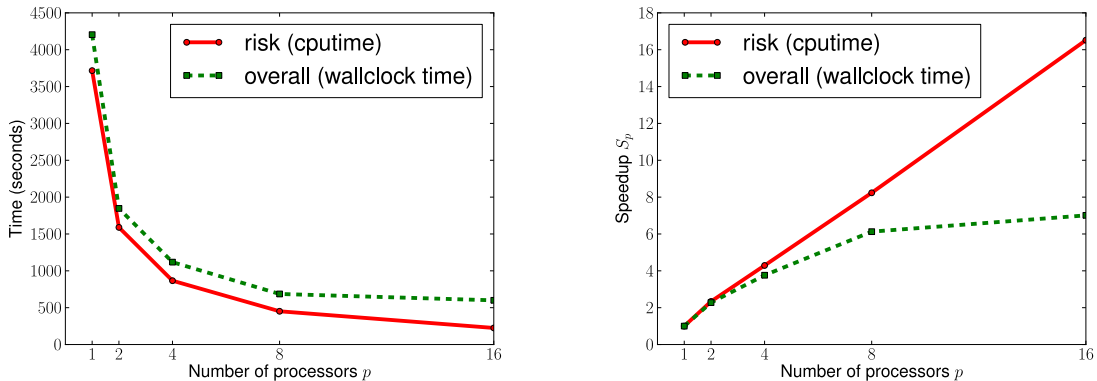 4500
4000
3500
3000
2500
2000
1500
1000
500
0
Time (seconds)
risk (cputime)
overall (wallclock time)
1 2 4 8 16
Number of processors p
18
16
14
12
10
8
6
4
2
0
Speedup Sp
risk (cputime)
overall (wallclock time)
1 2 4 8 16
Number of processors p